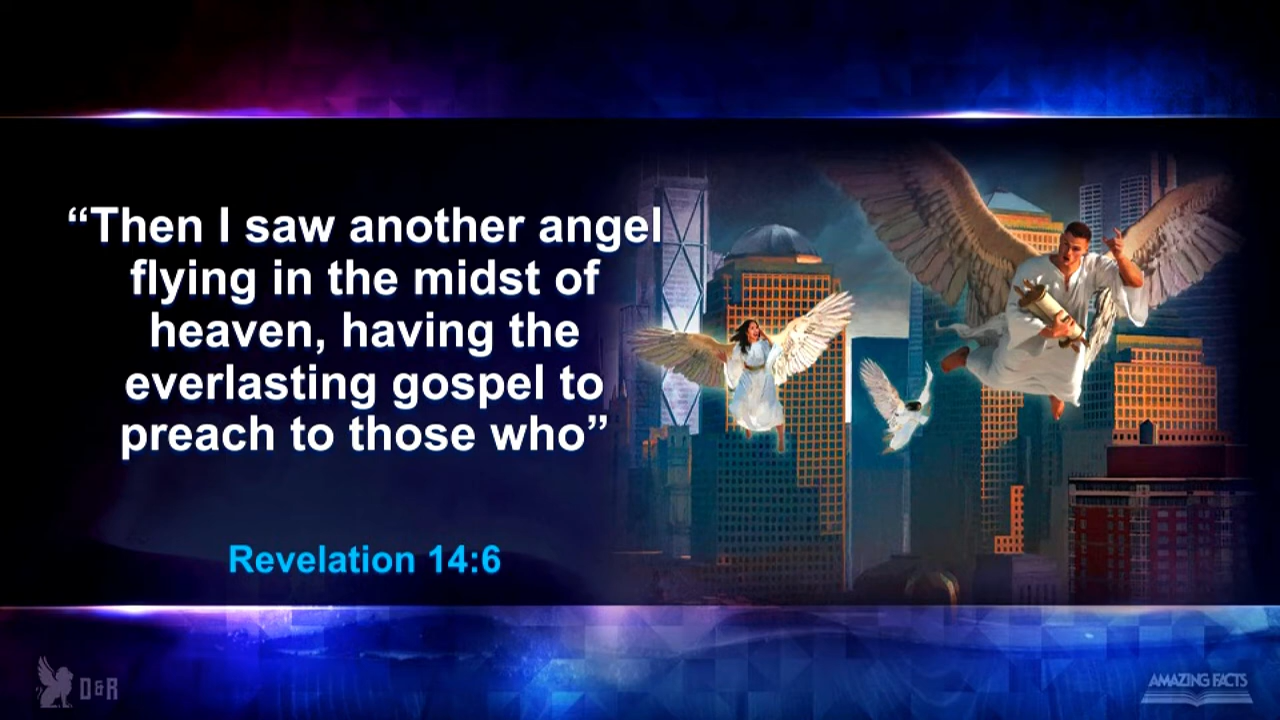 “Then I saw another angel
flying in the midst of
heaven, having the
everlasting gospel to
preach to those who”
Revelation 14:6
D&R
AMAZING FACTS